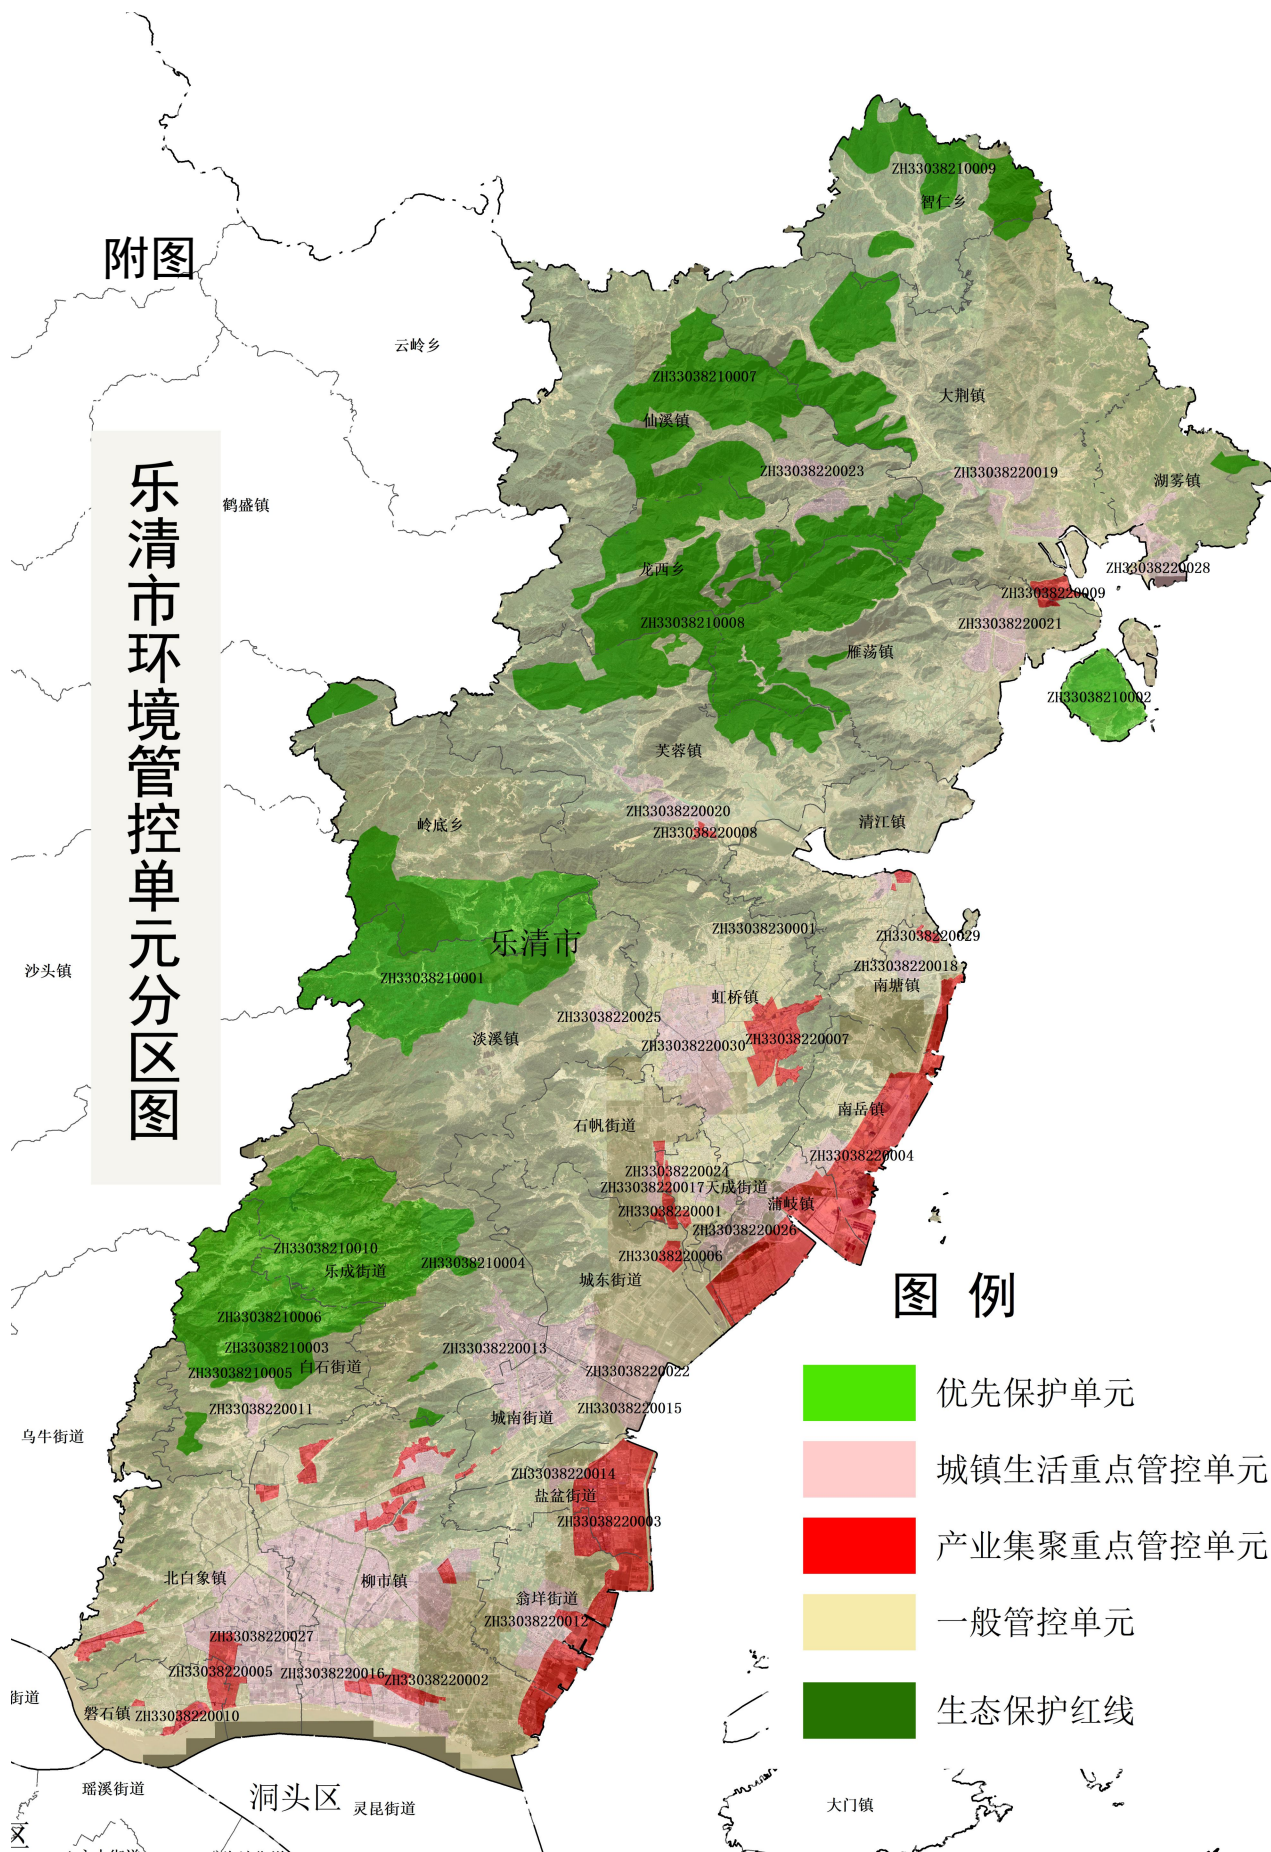 附图
乐清市环境管控单元分区图
ZH33038210009
智仁乡
云岭乡
ZH33038210007
大荆镇
仙溪镇
ZH33038220023
ZH33038220019
湖雾镇
鹤盛镇
龙西乡
ZH33038220028
ZH33038220009
ZH33038210008
ZH33038220021
雁荡镇
ZH33038210002
芙蓉镇
ZH33038220020
岭底乡
ZH33038220008
清江镇
ZH33038230001
ZH33038220029
乐清市
ZH33038220018
沙头镇
ZH33038210001
南塘镇
虹桥镇
ZH33038220025
淡溪镇
ZH33038220030
ZH33038220007
南岳镇
石帆街道
ZH33038220004
ZH33038220024
ZH33038220017
天成街道
蒲岐镇
ZH33038220001
ZH33038220026
ZH33038210010
ZH33038220006
ZH33038210004
乐成街道
城东街道
图 例
ZH33038210006
ZH33038210003
ZH33038220013
白石街道
ZH33038210005
ZH33038220022
优先保护单元
ZH33038220011
ZH33038220015
城南街道
乌牛街道
城镇生活重点管控单元
ZH33038220014
盐盆街道
ZH33038220003
产业集聚重点管控单元
北白象镇
柳市镇
翁垟街道
ZH33038220012
一般管控单元
ZH33038220027
ZH33038220005
ZH33038220016
ZH33038220002
街道
磐石镇
ZH33038220010
生态保护红线
瑶溪街道
洞头区
灵昆街道
大门镇
区